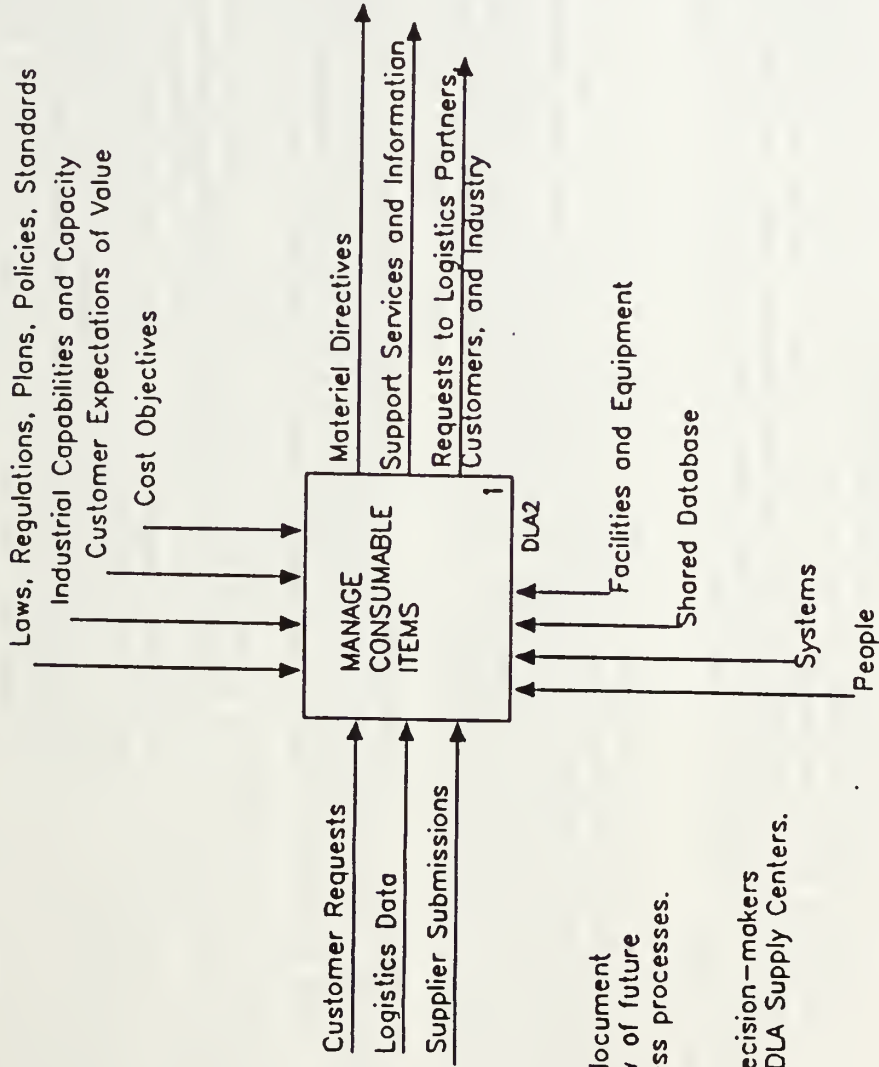 Laws, Regulations, Plans, Policies, Standards
Industrial Capabilities and Capacity
Customer Expectations of Value
Cost Objectives
Customer Requests
Logistics Data
Supplier Submissions
MANAGE
CONSUMABLE
ITEMS
1
DLA2
Materiel Directives
Support Services and Information
Requests to Logistics Partners,
Customers, and Industry
Facilities and Equipment
Shared Database
Systems
People
document
of future
processes.
decision-makers
DLA Supply Centers.